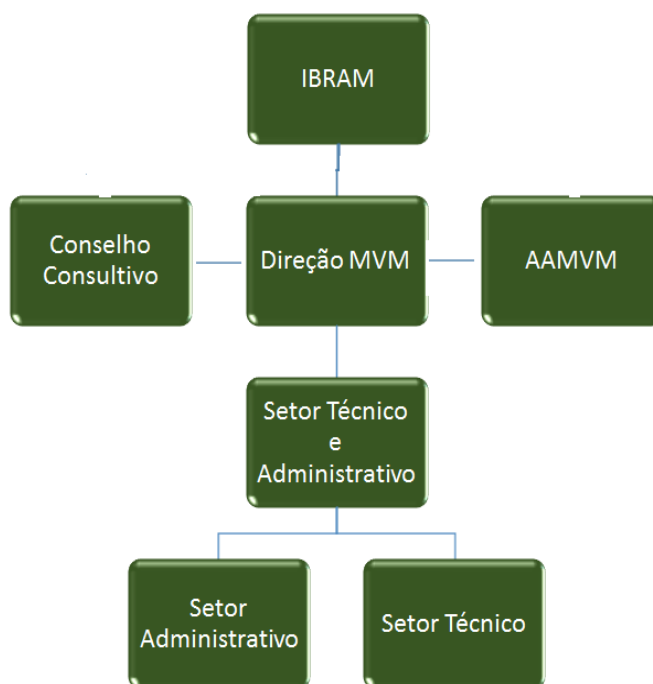 IBRAM
Conselho
Consultivo
Direção MVM
AAMVM
Setor Técnico
e
Administrativo
Setor
Administrativo
Setor Técnico